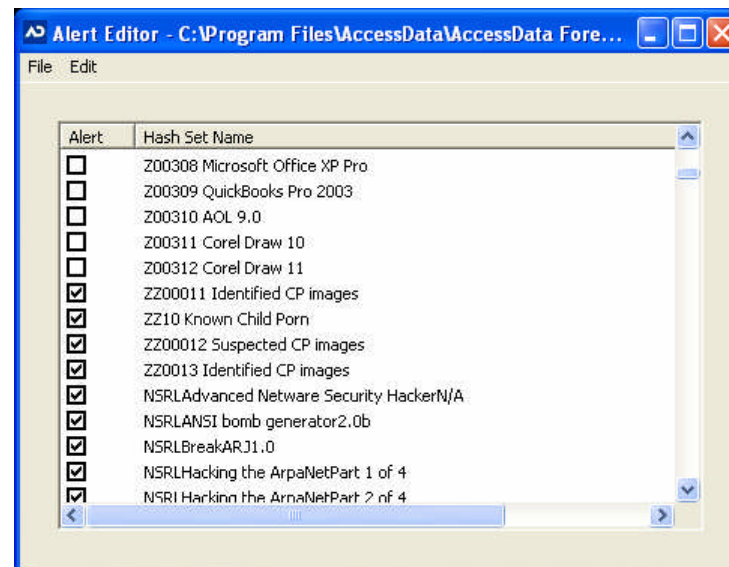 AD Alert Editor - C:\Program Files\AccessData\AccessData Fore...
File Edit
Alert Hash Set Name
Z00308 Microsoft Office XP Pro
Z00309 QuickBooks Pro 2003
Z00310 AOL 9.0
Z00311 Corel Draw 10
Z00312 Corel Draw 11
ZZ00011 Identified CP images
ZZ10 Known Child Porn
ZZ00012 Suspected CP images
ZZ0013 Identified CP images
NSRLAdvanced Netware Security HackerN/A
NSRLANSI bomb generator2.0b
NSRLBreakARJ1.0
NSRLHacking the ArpaNetPart 1 of 4
NSRLHacking the ArpaNetPart 2 of 4